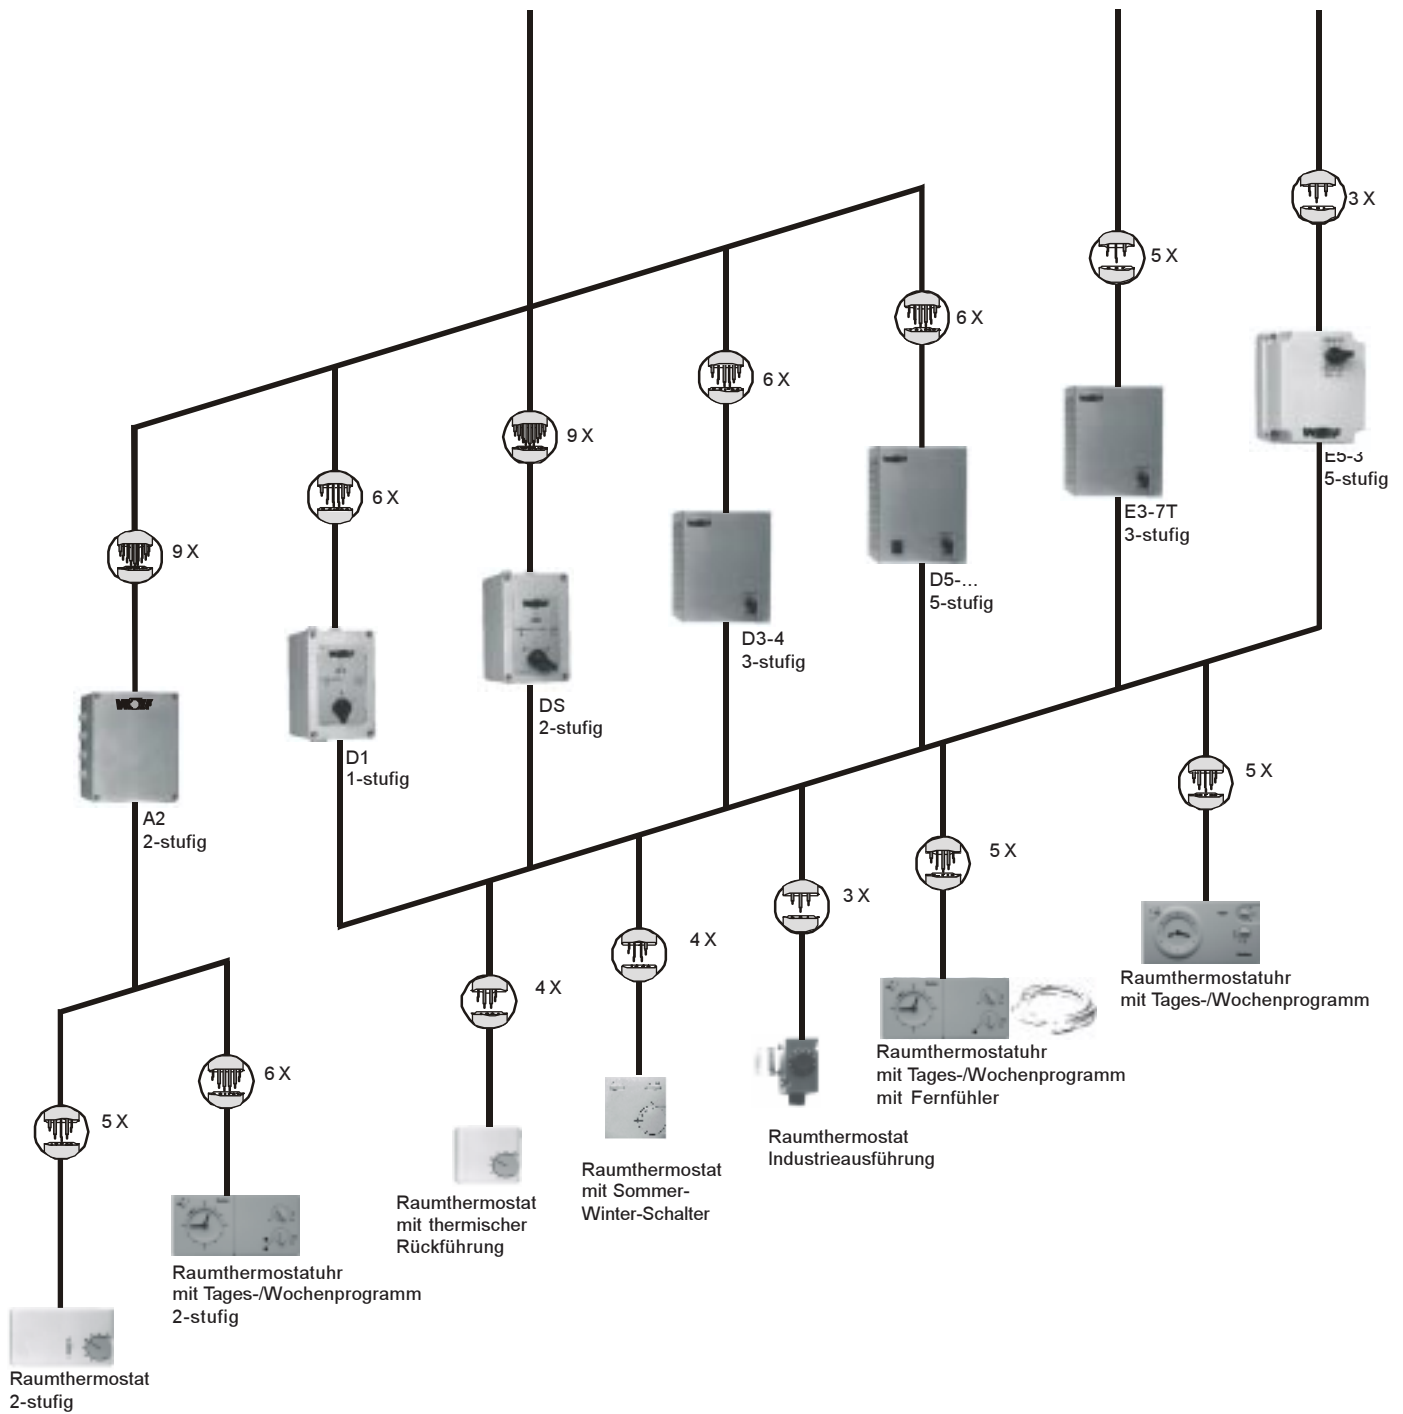 3 X
5 X
6 X
6 X
9 X
6 X
9 X
E5-3
5-stufig
E3-7T
3-stufig
D5-...
5-stufig
D3-4
3-stufig
DS
2-stufig
D1
1-stufig
WOLF
A2
2-stufig
5 X
5 X
3 X
4 X
4 X
6 X
5 X
Raumthermostatuhr
mit Tages-/Wochenprogramm
Raumthermostatuhr
mit Tages-/Wochenprogramm
mit Fernfühler
Raumthermostat
Industrieausführung
Raumthermostat
mit Sommer-
Winter-Schalter
Raumthermostat
mit thermischer
Rückführung
Raumthermostatuhr
mit Tages-/Wochenprogramm
2-stufig
Raumthermostat
2-stufig